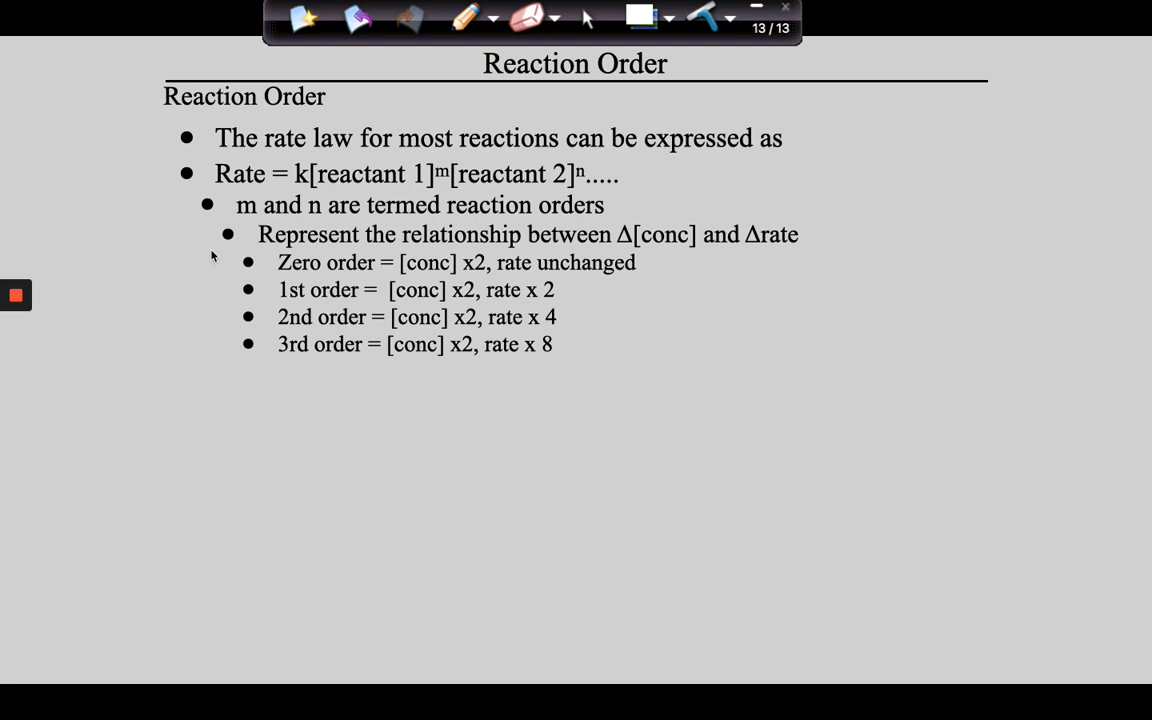 13 / 13
Reaction Order
Reaction Order
• The rate law for most reactions can be expressed as
• Rate = k[reactant 1]ᵐ[reactant 2]ⁿ.....
• m and n are termed reaction orders
• Represent the relationship between Δ[conc] and Δrate
• Zero order = [conc] x2, rate unchanged
• 1st order = [conc] x2, rate x 2
• 2nd order = [conc] x2, rate x 4
• 3rd order = [conc] x2, rate x 8